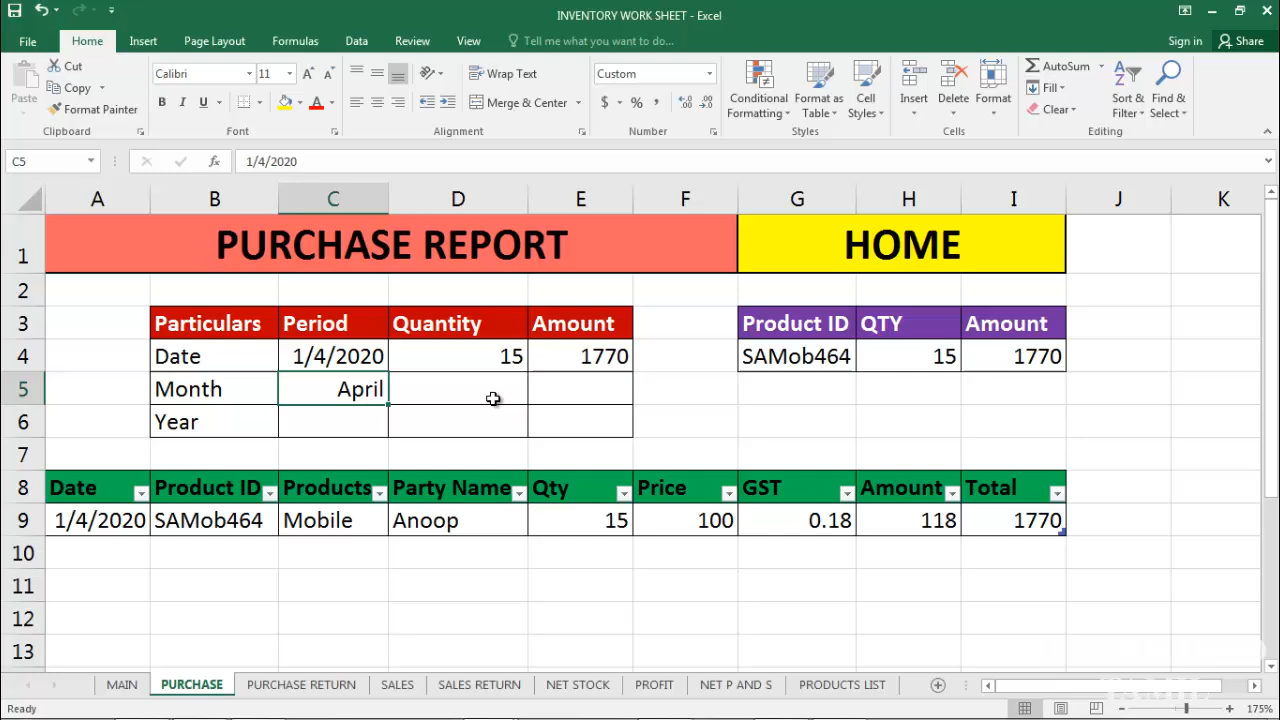 INVENTORY WORK SHEET - Excel
File Home Insert Page Layout Formulas Data Review View Tell me what you want to do... Sign in Share
Paste Cut Copy Format Painter
Clipboard
Calibri 11
B I U
Font
Wrap Text
Merge & Center
Alignment
Custom
$ % ,
Number
Conditional Formatting Format as Table Cell Styles
Styles
Insert Delete Format
Cells
AutoSum
Fill
Clear
Sort & Filter Find & Select
Editing
C5 fx 1/4/2020
A B C D E F G H I J K
1 PURCHASE REPORT HOME
2
3 Particulars Period Quantity Amount Product ID QTY Amount
4 Date 1/4/2020 15 1770 SAMob464 15 1770
5 Month April
6 Year
7
8 Date Product ID Products Party Name Qty Price GST Amount Total
9 1/4/2020 SAMob464 Mobile Anoop 15 100 0.18 118 1770
10
11
12
13
MAIN PURCHASE PURCHASE RETURN SALES SALES RETURN NET STOCK PROFIT NET P AND S PRODUCTS LIST
Ready 175%